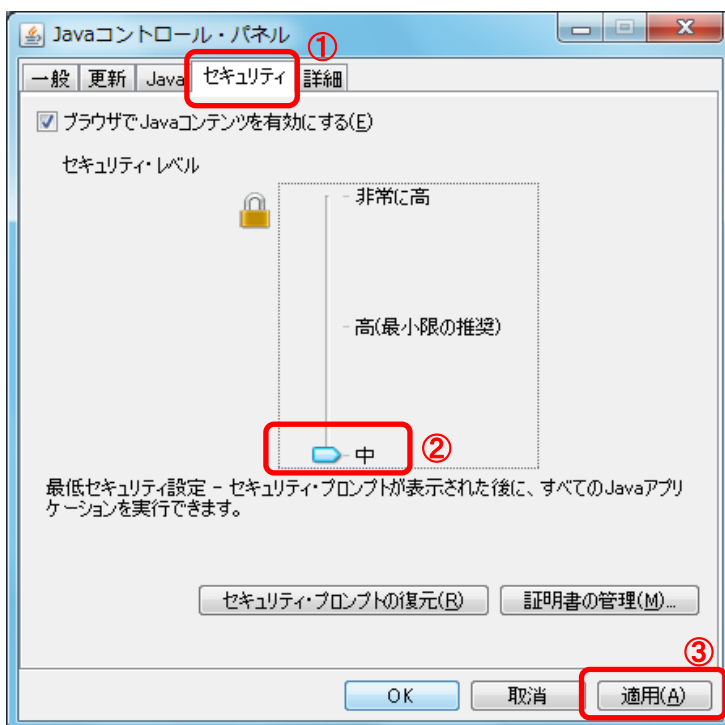 Javaコントロール・パネル
①
一般 更新 Java セキュリティ 詳細
ブラウザでJavaコンテンツを有効にする(E)
セキュリティ・レベル
非常に高
高(最小限の推奨)
中
②
最低セキュリティ設定 - セキュリティ・プロンプトが表示された後に、すべてのJavaアプリ
ケーションを実行できます。
セキュリティ・プロンプトの復元(R) 証明書の管理(M)...
③
OK 取消 適用(A)